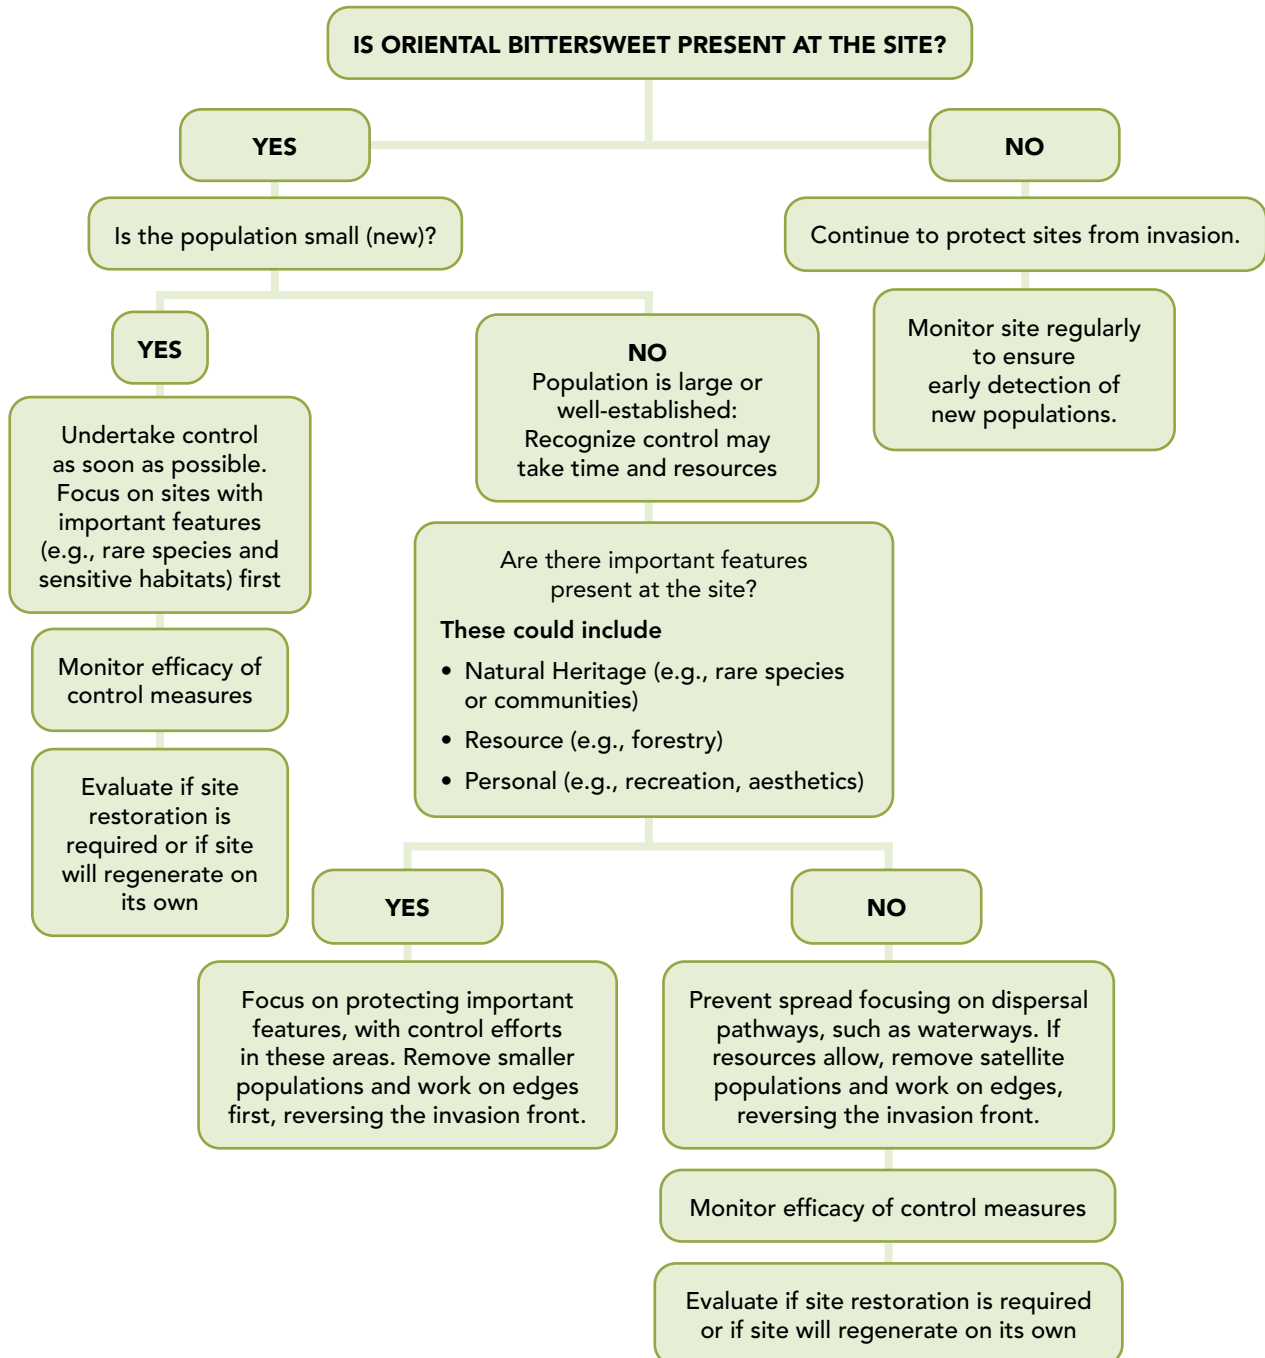 IS ORIENTAL BITTERSWEET PRESENT AT THE SITE?
YES
NO
Is the population small (new)?
Continue to protect sites from invasion.
YES
NO
Population is large or
well-established:
Recognize control may
take time and resources
Monitor site regularly
to ensure
early detection of
new populations.
Undertake control
as soon as possible.
Focus on sites with
important features
(e.g., rare species and
sensitive habitats) first
Monitor efficacy of
control measures
Evaluate if site
restoration is
required or if site
will regenerate on
its own
Are there important features
present at the site?
These could include
• Natural Heritage (e.g., rare species
or communities)
• Resource (e.g., forestry)
• Personal (e.g., recreation, aesthetics)
YES
NO
Focus on protecting important
features, with control efforts
in these areas. Remove smaller
populations and work on edges
first, reversing the invasion front.
Prevent spread focusing on dispersal
pathways, such as waterways. If
resources allow, remove satellite
populations and work on edges,
reversing the invasion front.
Monitor efficacy of control measures
Evaluate if site restoration is required
or if site will regenerate on its own